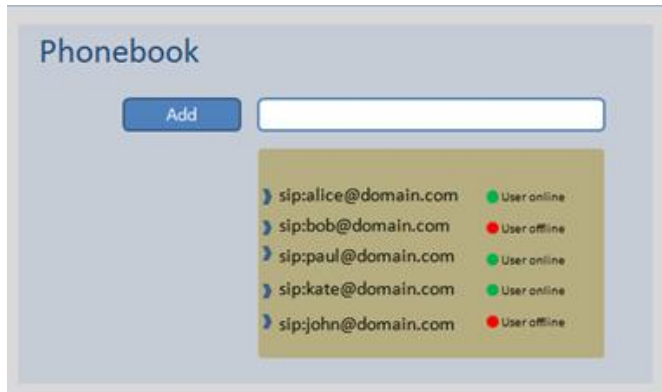 Phonebook
Add
sip:alice@domain.com User online
sip:bob@domain.com User offline
sip:paul@domain.com User online
sip:kate@domain.com User online
sip:john@domain.com User offline